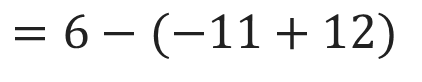 = 6 − (−11 + 12)